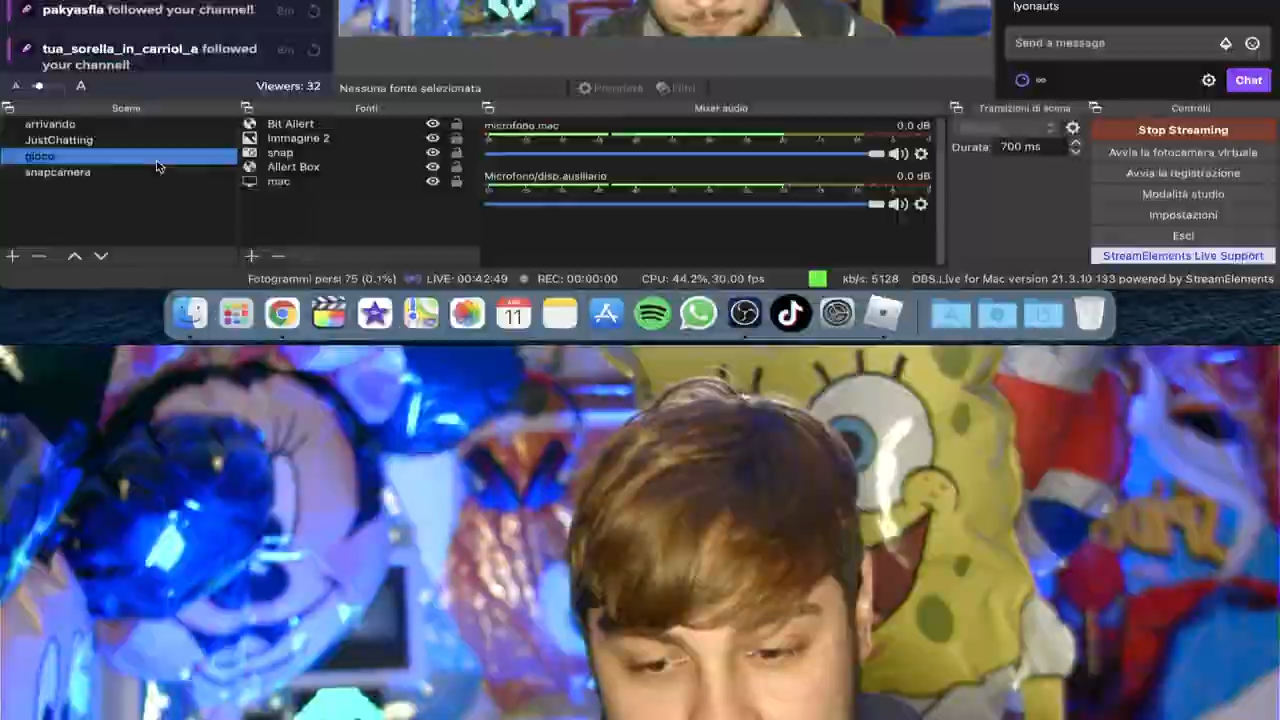 pakyasfla followed your channel! 8m
tua_sorella_in_carriol_a followed 8m
your channel!
A A Viewers: 32
lyonauts
Send a message
∞ Chat
Nessuna fonte selezionata Proprietà Filtri
Scene Fonti Mixer audio Transizioni di scena Controlli
arrivando
JustChatting
gioco
snapcamera
Bit Allert
Immagine 2
snap
Allert Box
mac
microfono mac 0.0 dB
Microfono/disp.ausiliario 0.0 dB
Durata: 700 ms
Stop Streaming
Avvia la fotocamera virtuale
Avvia la registrazione
Modalità studio
Impostazioni
Esci
StreamElements Live Support
Fotogrammi persi 75 (0.1%) LIVE: 00:42:49 REC: 00:00:00 CPU: 44.2%,30.00 fps kb/s: 5128 OBS.Live for Mac version 21.3.10.133 powered by StreamElements
11